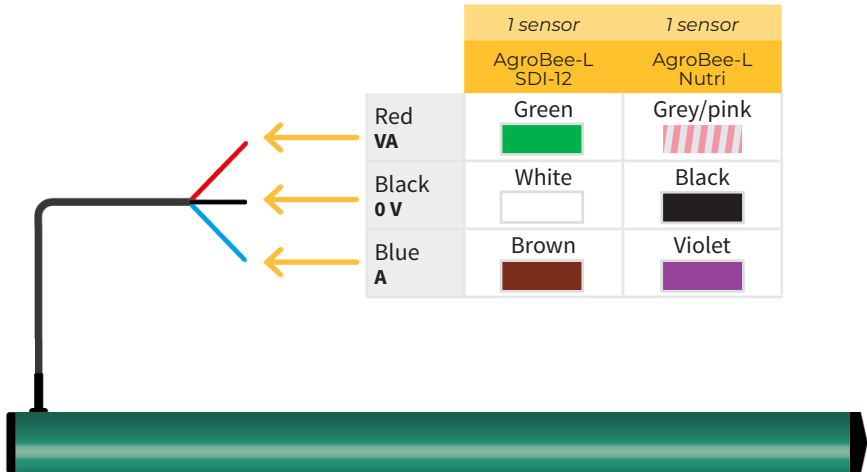 1 sensor 1 sensor
AgroBee-L AgroBee-L
SDI-12 Nutri
Red Green Grey/pink
VA
Black White Black
0 V
Blue Brown Violet
A